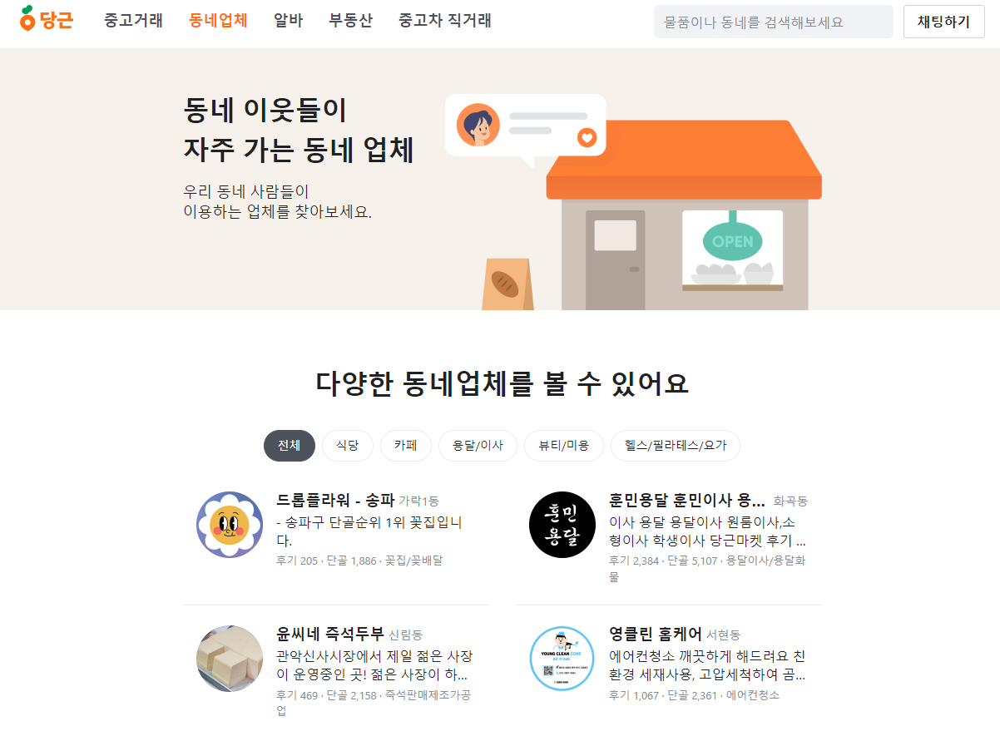 당근 중고거래 동네업체 알바 부동산 중고차 직거래 물품이나 동네를 검색해보세요 채팅하기
동네 이웃들이
자주 가는 동네 업체
우리 동네 사람들이
이용하는 업체를 찾아보세요.
OPEN
다양한 동네업체를 볼 수 있어요
전체 식당 카페 용달/이사 뷰티/미용 헬스/필라테스/요가
드롭플라워 - 송파 가락1동
- 송파구 단골순위 1위 꽃집입니
다.
후기 205 · 단골 1,886 · 꽃집/꽃배달
훈민
용달
훈민용달 훈민이사 용... 화곡동
이사 용달 용달이사 원룸이사,소
형이사 학생이사 당근마켓 후기 ...
후기 2,384 · 단골 5,107 · 용달이사/용달화
물
윤씨네 즉석두부 신림동
관악신사시장에서 제일 젊은 사장
이 운영중인 곳! 젊은 사장이 하...
후기 469 · 단골 2,158 · 즉석판매제조가공
업
YOUNG CLEAN ZONE
Air Fresh
영클린 홈케어 서현동
에어컨청소 깨끗하게 해드려요 친
환경 세재사용, 고압세척하여 곰...
후기 1,067 · 단골 2,361 · 에어컨청소